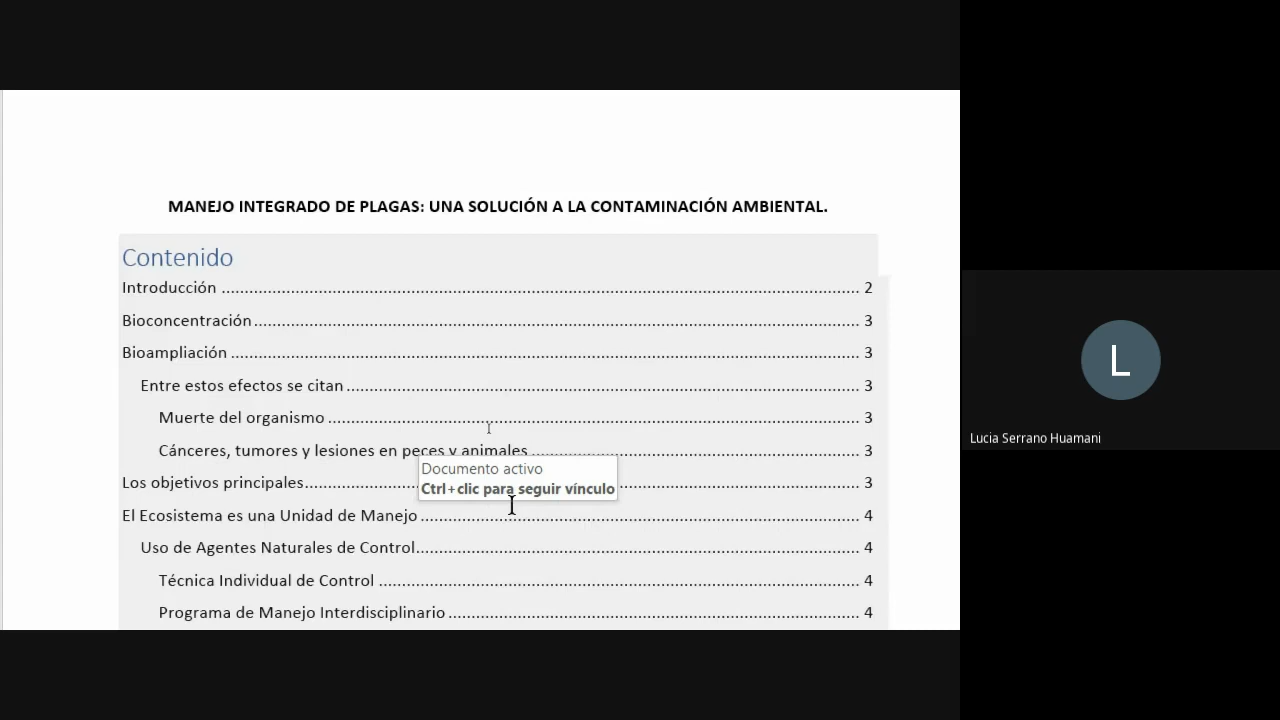 MANEJO INTEGRADO DE PLAGAS: UNA SOLUCIÓN A LA CONTAMINACIÓN AMBIENTAL.
Contenido
Introducción ........................................ 2
Bioconcentración ........................................ 3
Bioampliación ........................................ 3
Entre estos efectos se citan ........................................ 3
Muerte del organismo ........................................ 3
Cánceres, tumores y lesiones en peces y animales ........................................ 3
Documento activo
Ctrl+clic para seguir vínculo
Los objetivos principales ........................................ 3
El Ecosistema es una Unidad de Manejo ........................................ 4
Uso de Agentes Naturales de Control ........................................ 4
Técnica Individual de Control ........................................ 4
Programa de Manejo Interdisciplinario ........................................ 4
L
Lucia Serrano Huamani